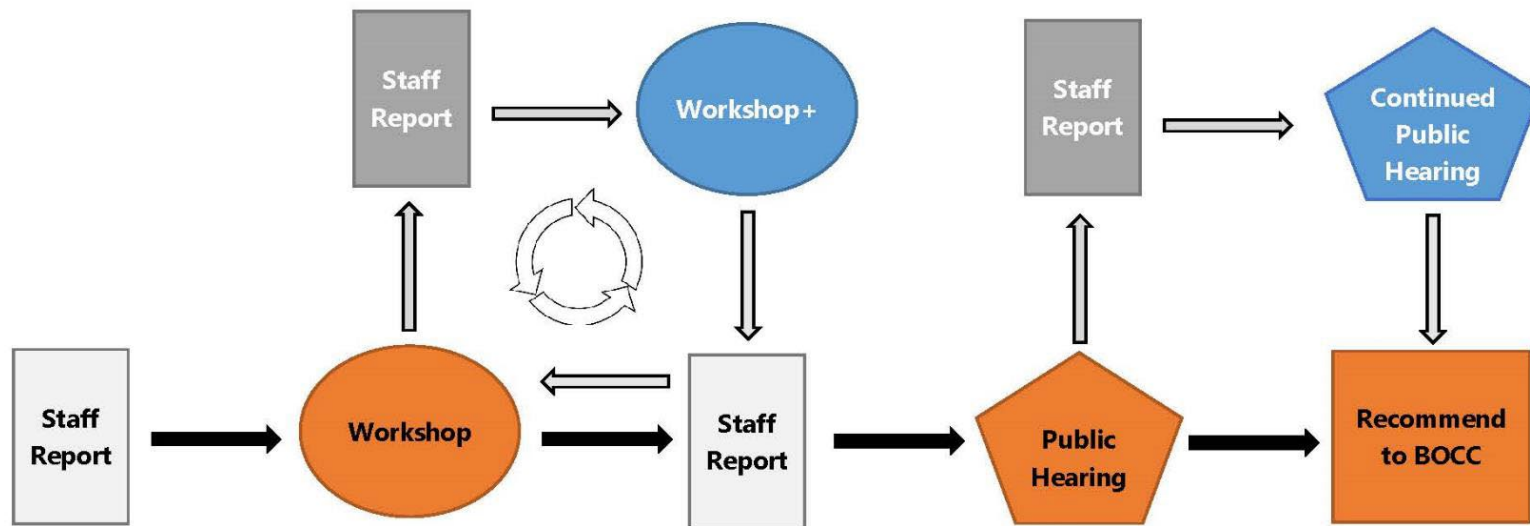 Staff
Report
Workshop+
Staff
Report
Continued
Public
Hearing
Staff
Report
Workshop
Staff
Report
Public
Hearing
Recommend
to BOCC